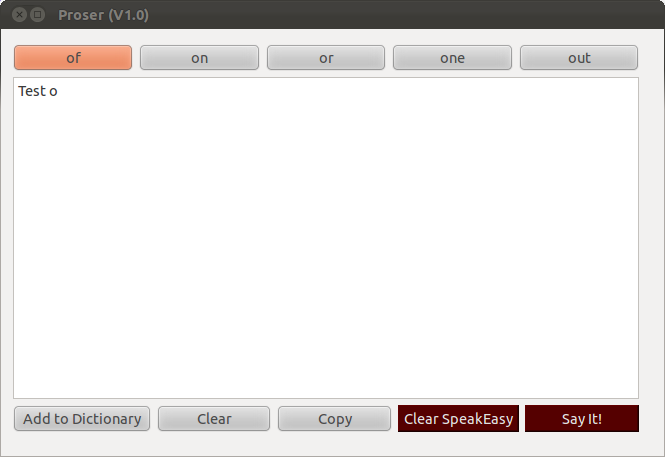 Proser (V1.0)
of on or one out
Test o
Add to Dictionary Clear Copy Clear SpeakEasy Say It!